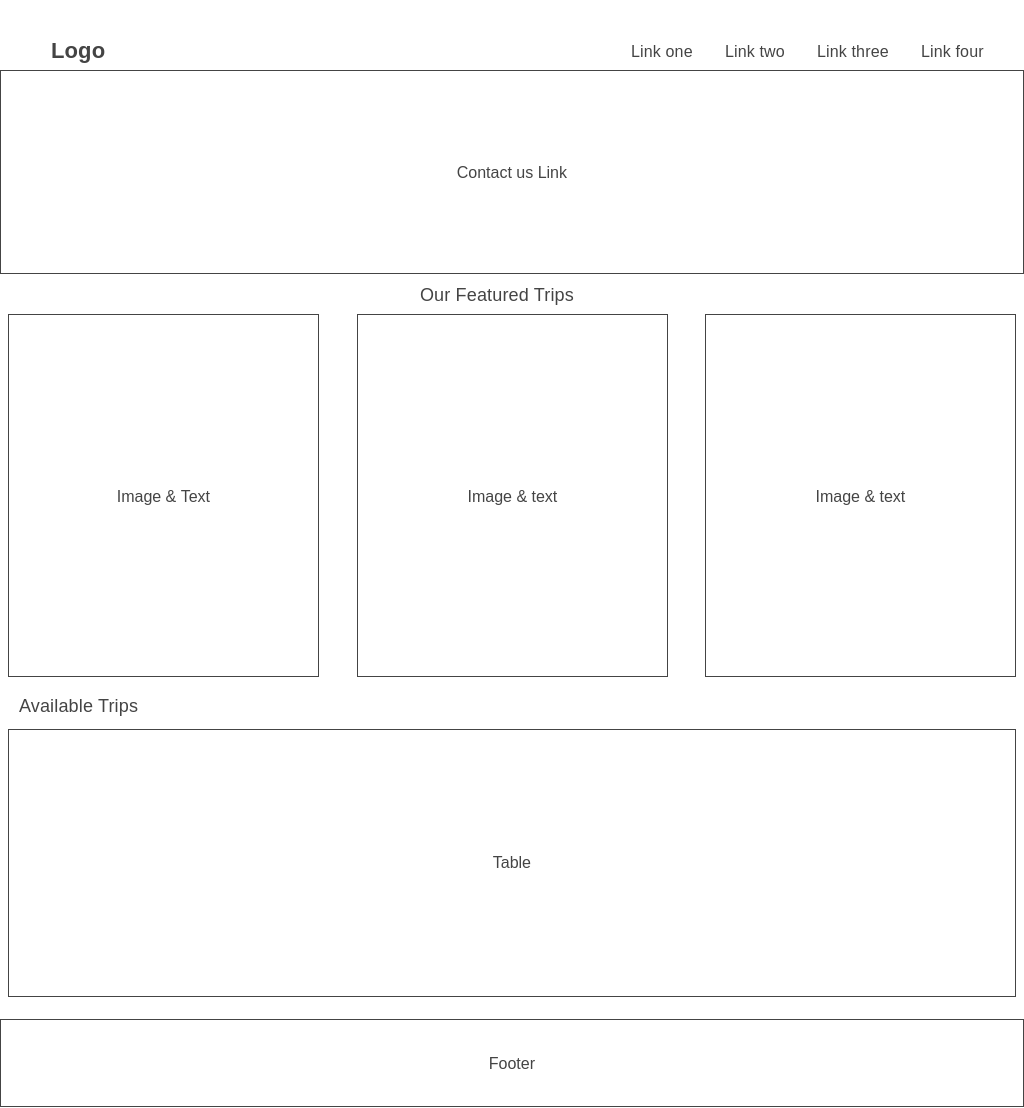 Logo
Link one
Link two
Link three
Link four
Contact us Link
Our Featured Trips
Image & Text
Image & text
Image & text
Available Trips
Table
Footer